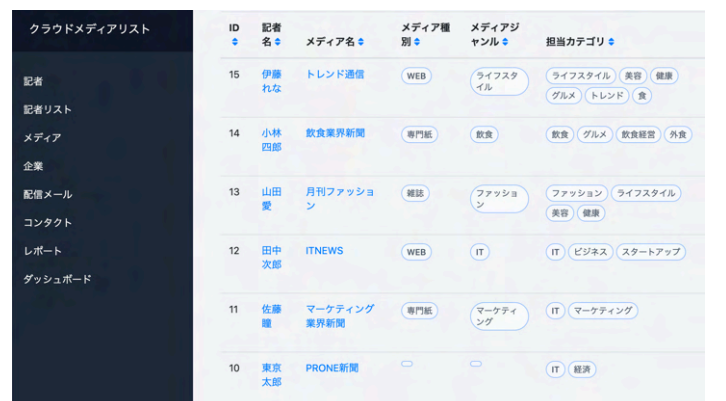 クラウドメディアリスト
記者
記者リスト
メディア
企業
配信メール
コンタクト
レポート
ダッシュボード
ID 記者名 メディア名 メディア種別 メディアジャンル 担当カテゴリ
15 伊藤れな トレンド通信 WEB ライフスタイル ライフスタイル 美容 健康 グルメ トレンド 食
14 小林四郎 飲食業界新聞 専門紙 飲食 飲食 グルメ 飲食経営 外食
13 山田愛 月刊ファッション 雑誌 ファッション ファッション ライフスタイル 美容 健康
12 田中次郎 ITNEWS WEB IT IT ビジネス スタートアップ
11 佐藤瞳 マーケティング業界新聞 専門紙 マーケティング IT マーケティング
10 東京太郎 PRONE新聞 IT 経済